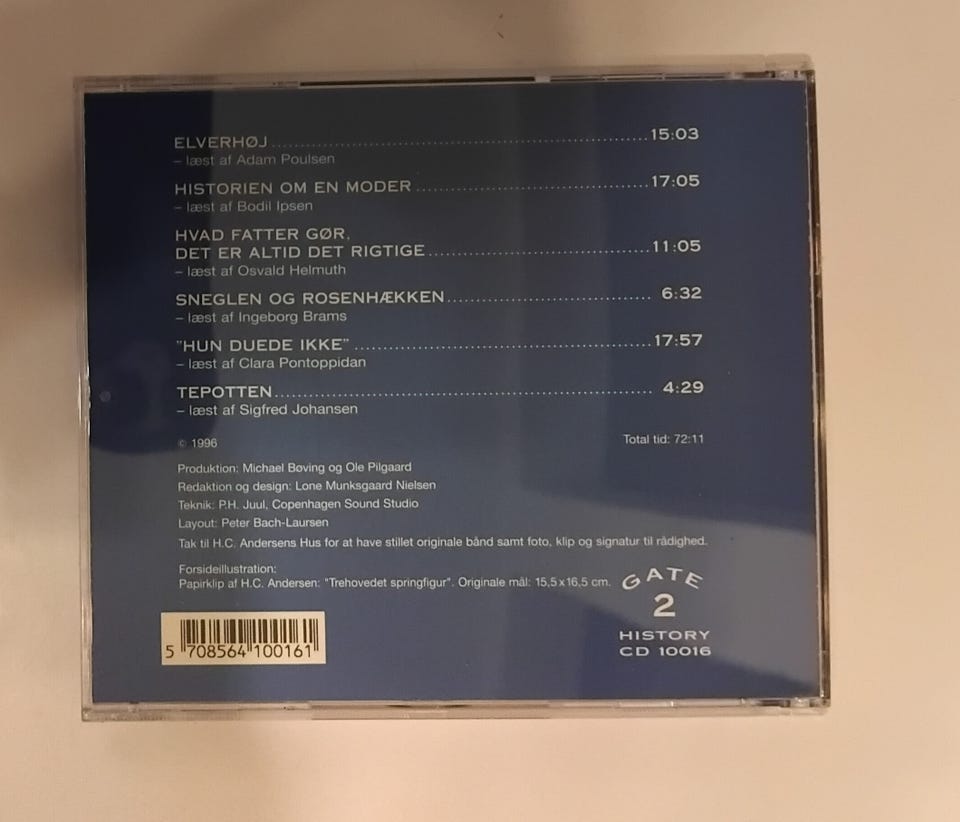 ELVERHØJ........................................................15:03
– læst af Adam Poulsen
HISTORIEN OM EN MODER..................................17:05
– læst af Bodil Ipsen
HVAD FATTER GØR,
DET ER ALTID DET RIGTIGE.................................11:05
– læst af Osvald Helmuth
SNEGLEN OG ROSENHÆKKEN.............................. 6:32
– læst af Ingeborg Brams
"HUN DUEDE IKKE"...........................................17:57
– læst af Clara Pontoppidan
TEPOTTEN....................................................... 4:29
– læst af Sigfred Johansen
© 1996 Total tid: 72:11
Produktion: Michael Bøving og Ole Pilgaard
Redaktion og design: Lone Munksgaard Nielsen
Teknik: P.H. Juul, Copenhagen Sound Studio
Layout: Peter Bach-Laursen
Tak til H.C. Andersens Hus for at have stillet originale bånd samt foto, klip og signatur til rådighed.
Forsideillustration:
Papirklip af H.C. Andersen: "Trehovedet springfigur". Originale mål: 15,5 x 16,5 cm.
GATE
2
HISTORY
CD 10016
5 708564 100161